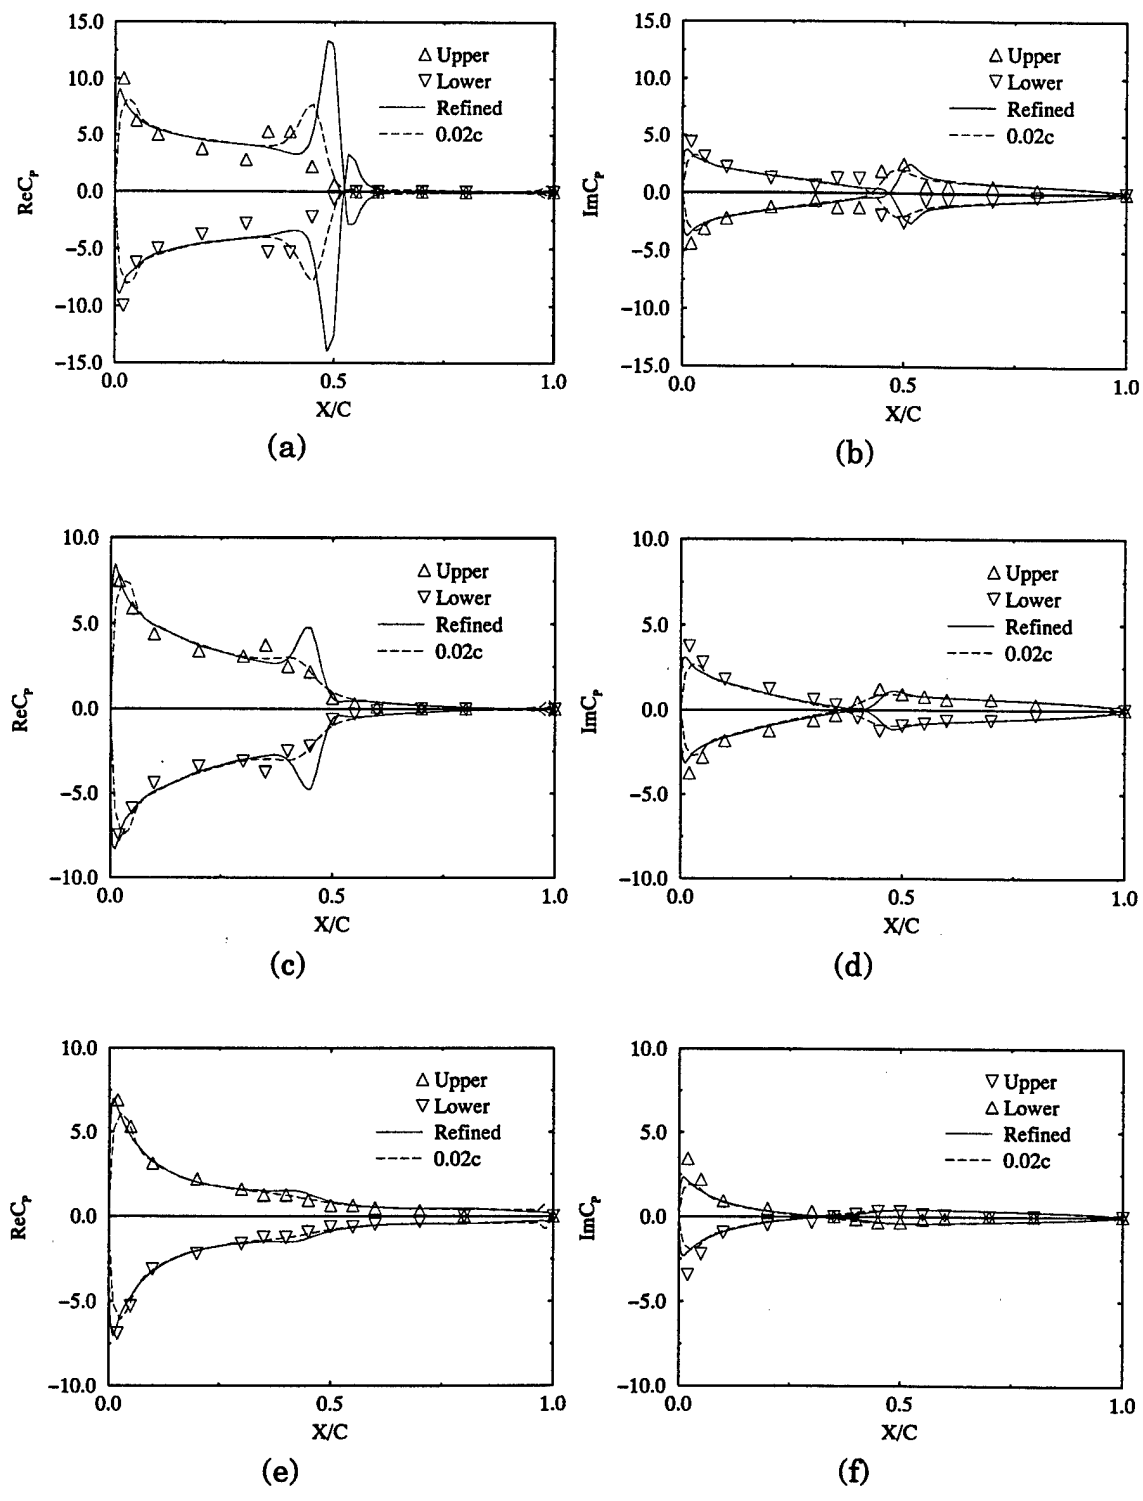 15.0
10.0
5.0
0.0
−5.0
−10.0
−15.0
ReCP
△ Upper
▽ Lower
Refined
0.02c
0.0
0.5
1.0
X/C
(a)
15.0
10.0
5.0
0.0
−5.0
−10.0
−15.0
ImCP
△ Upper
▽ Lower
Refined
0.02c
0.0
0.5
1.0
X/C
(b)
10.0
5.0
0.0
−5.0
−10.0
ReCP
△ Upper
▽ Lower
Refined
0.02c
0.0
0.5
1.0
X/C
(c)
10.0
5.0
0.0
−5.0
−10.0
ImCP
△ Upper
▽ Lower
Refined
0.02c
0.0
0.5
1.0
X/C
(d)
10.0
5.0
0.0
−5.0
−10.0
ReCP
△ Upper
▽ Lower
Refined
0.02c
0.0
0.5
1.0
X/C
(e)
10.0
5.0
0.0
−5.0
−10.0
ImCP
▽ Upper
△ Lower
Refined
0.02c
0.0
0.5
1.0
X/C
(f)